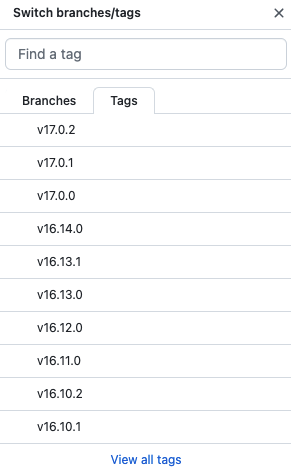 Switch branches/tags
Find a tag
Branches Tags
v17.0.2
v17.0.1
v17.0.0
v16.14.0
v16.13.1
v16.13.0
v16.12.0
v16.11.0
v16.10.2
v16.10.1
View all tags